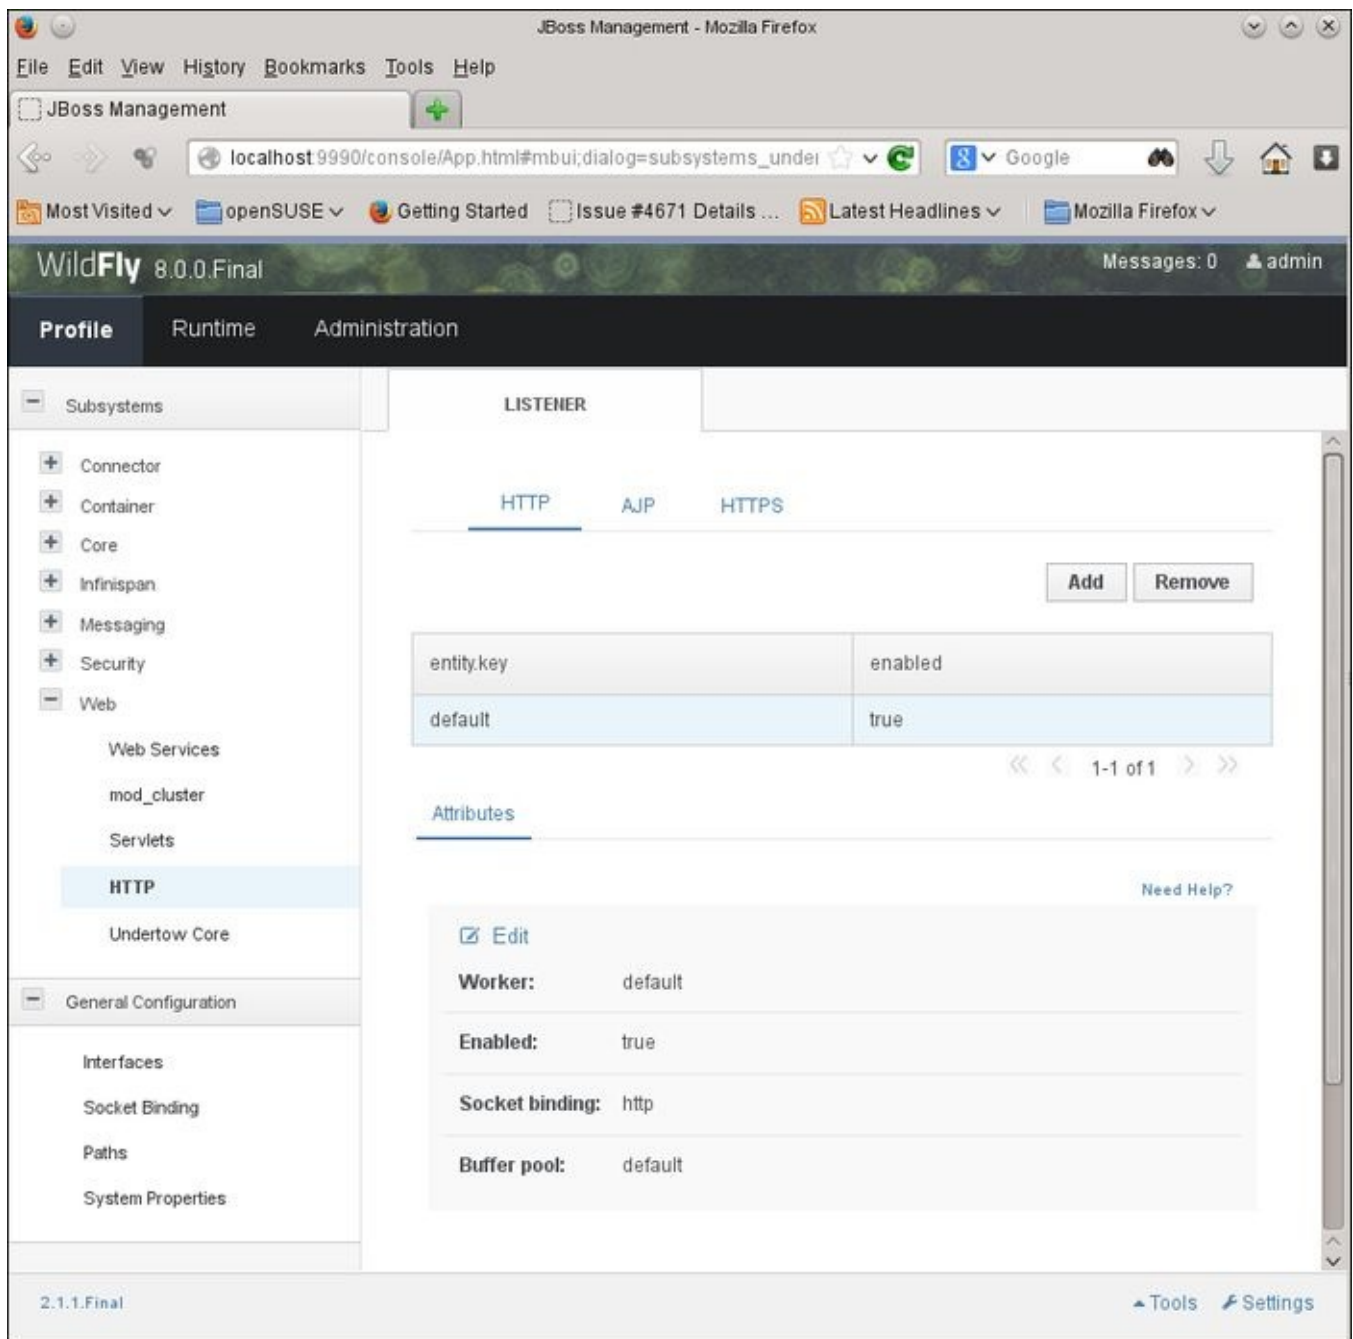 JBoss Management - Mozilla Firefox
File Edit View History Bookmarks Tools Help
JBoss Management
localhost:9990/console/App.html#mbui;dialog=subsystems_under
Google
Most Visited openSUSE Getting Started Issue #4671 Details ... Latest Headlines Mozilla Firefox
WildFly 8.0.0.Final Messages: 0 admin
Profile Runtime Administration
Subsystems
Connector
Container
Core
Infinispan
Messaging
Security
Web
Web Services
mod_cluster
Servlets
HTTP
Undertow Core
General Configuration
Interfaces
Socket Binding
Paths
System Properties
LISTENER
HTTP AJP HTTPS
Add Remove
entity.key enabled
default true
1-1 of 1
Attributes
Need Help?
Edit
Worker: default
Enabled: true
Socket binding: http
Buffer pool: default
2.1.1.Final Tools Settings